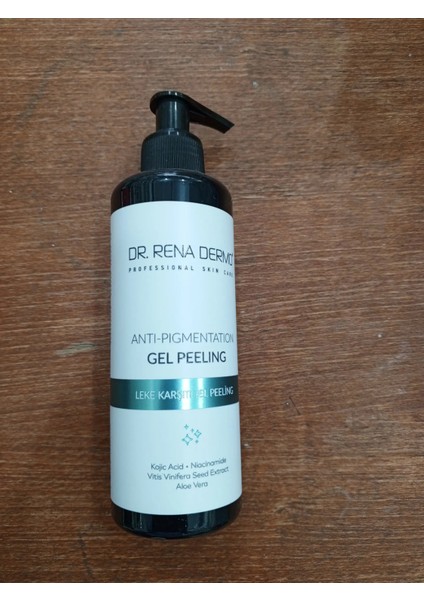 DR. RENA DERMO
PROFESSIONAL SKIN CARE
ANTI-PIGMENTATION
GEL PEELING
LEKE KARŞITI JEL PEELİNG
Kojic Acid + Niacinamide
Vitis Vinifera Seed Extract
Aloe Vera